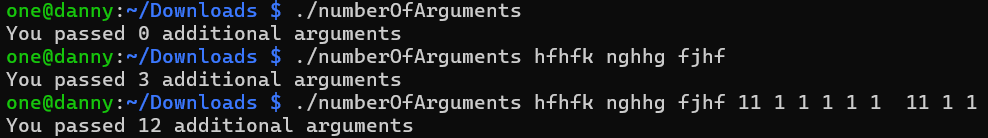 one@danny:~/Downloads $ ./numberOfArguments
You passed 0 additional arguments
one@danny:~/Downloads $ ./numberOfArguments hfhfk nghhg fjhf
You passed 3 additional arguments
one@danny:~/Downloads $ ./numberOfArguments hfhfk nghhg fjhf 11 1 1 1 1 1  11 1 1
You passed 12 additional arguments